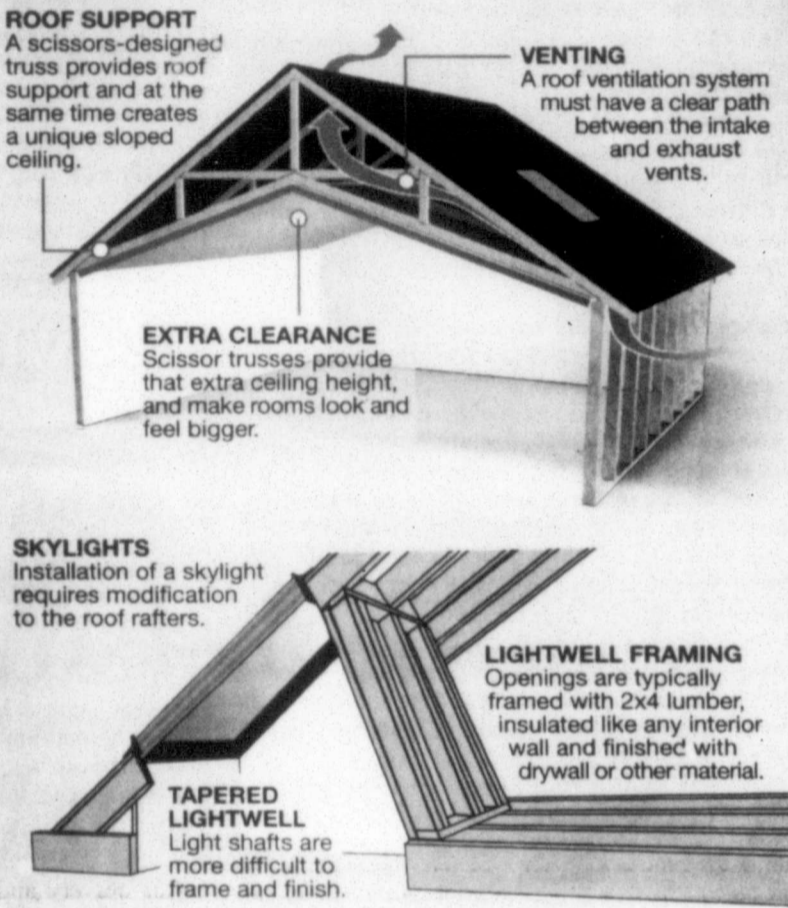 ROOF SUPPORT
A scissors-designed
truss provides roof
support and at the
same time creates
a unique sloped
ceiling.
VENTING
A roof ventilation system
must have a clear path
between the intake
and exhaust
vents.
EXTRA CLEARANCE
Scissor trusses provide
that extra ceiling height,
and make rooms look and
feel bigger.
SKYLIGHTS
Installation of a skylight
requires modification
to the roof rafters.
LIGHTWELL FRAMING
Openings are typically
framed with 2x4 lumber,
insulated like any interior
wall and finished with
drywall or other material.
TAPERED
LIGHTWELL
Light shafts are
more difficult to
frame and finish.